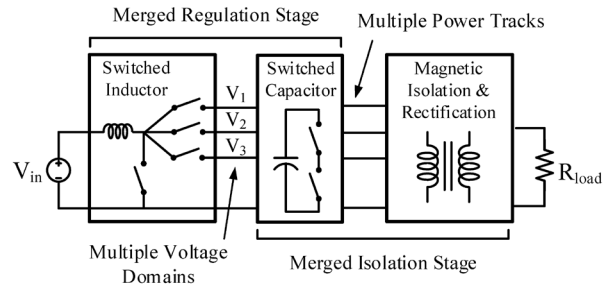 Merged Regulation Stage
Multiple Power Tracks
Switched
Inductor
Switched
Capacitor
Magnetic
Isolation &
Rectification
V1
V2
V3
Vin
Rload
Multiple Voltage
Domains
Merged Isolation Stage